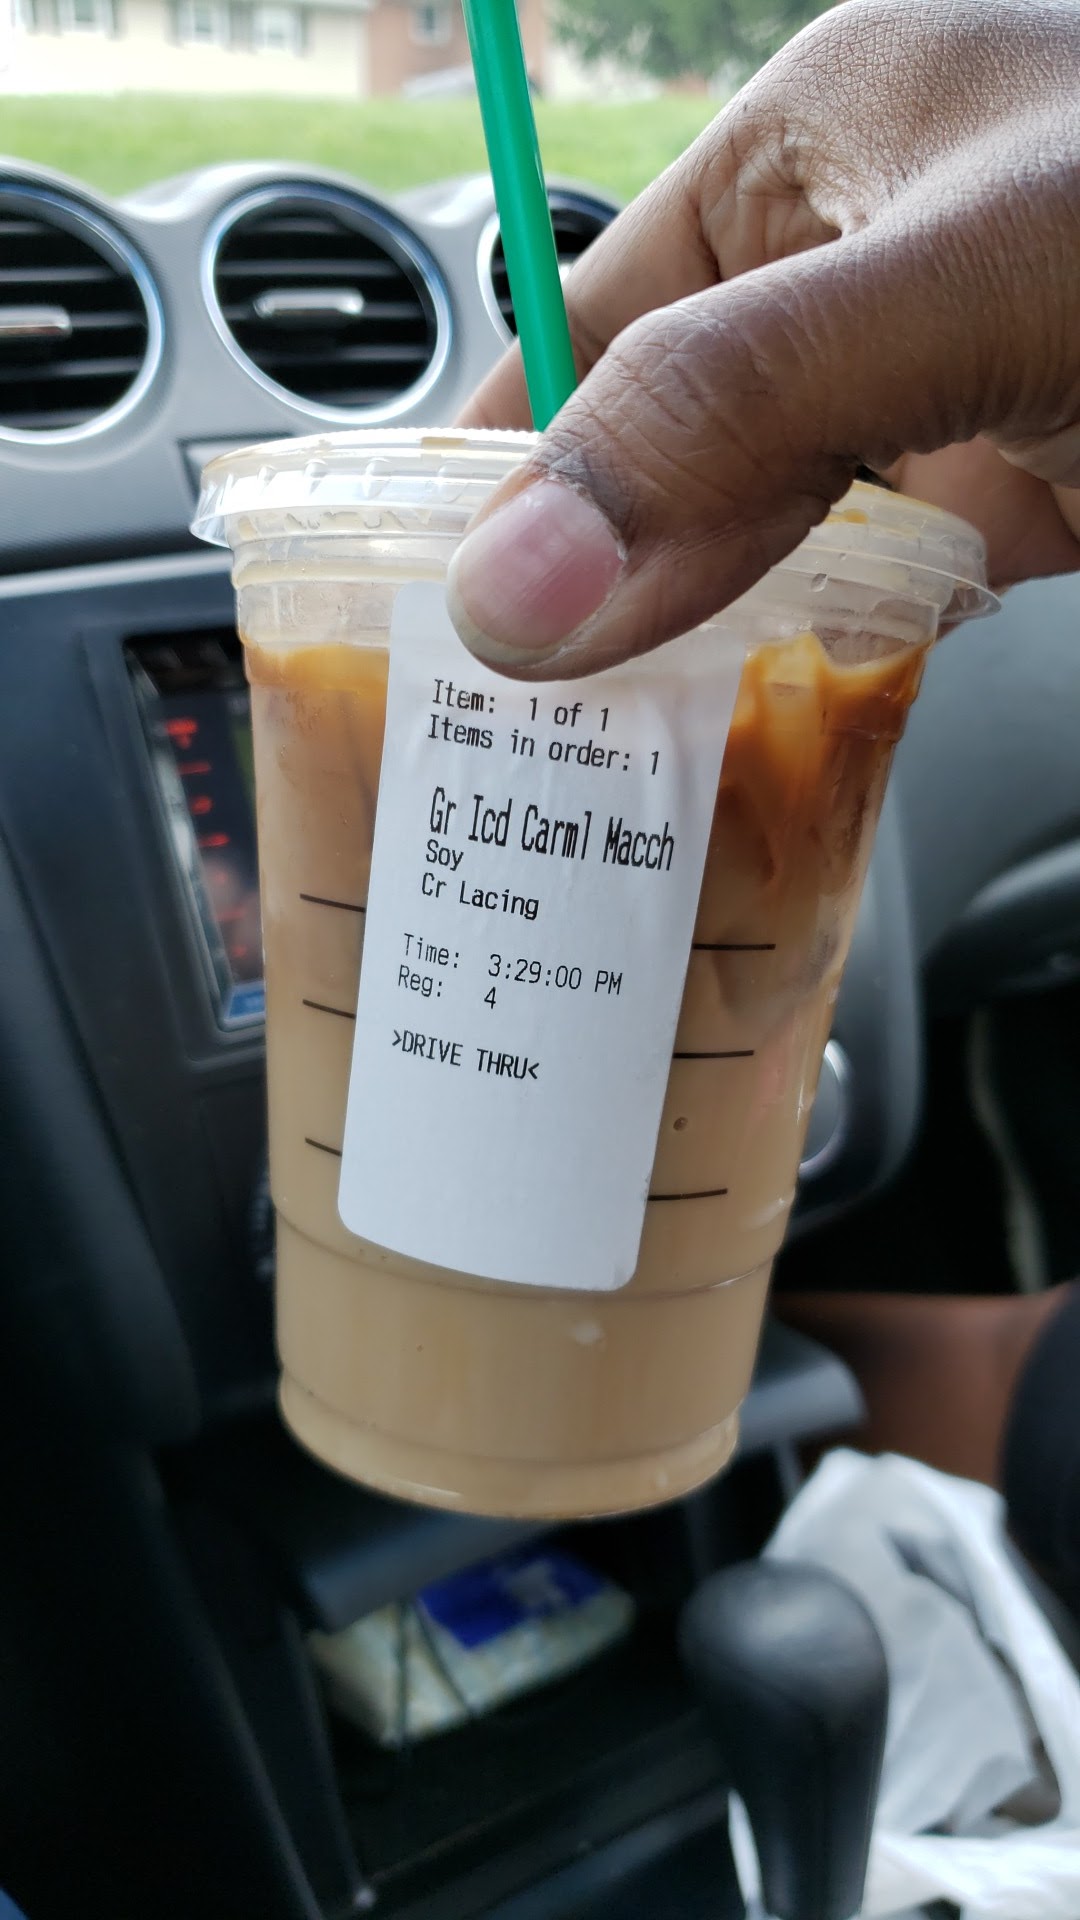 Item: 1 of 1
Items in order: 1
Gr Icd Carml Macch
Soy
Cr Lacing
Time: 3:29:00 PM
Reg: 4
>DRIVE THRU<